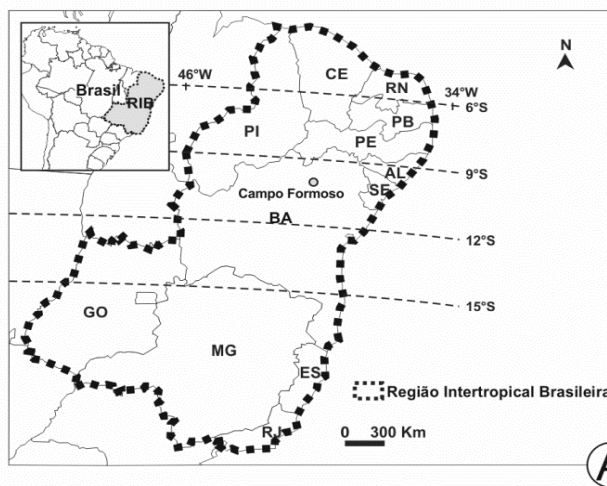 46°W
Brasil
RIB
CE
N
RN
34°W
6°S
PB
PI
PE
9°S
AL
Campo Formoso
SE
BA
12°S
15°S
GO
MG
ES
Região Intertropical Brasileira
RJ
0 300 Km
A